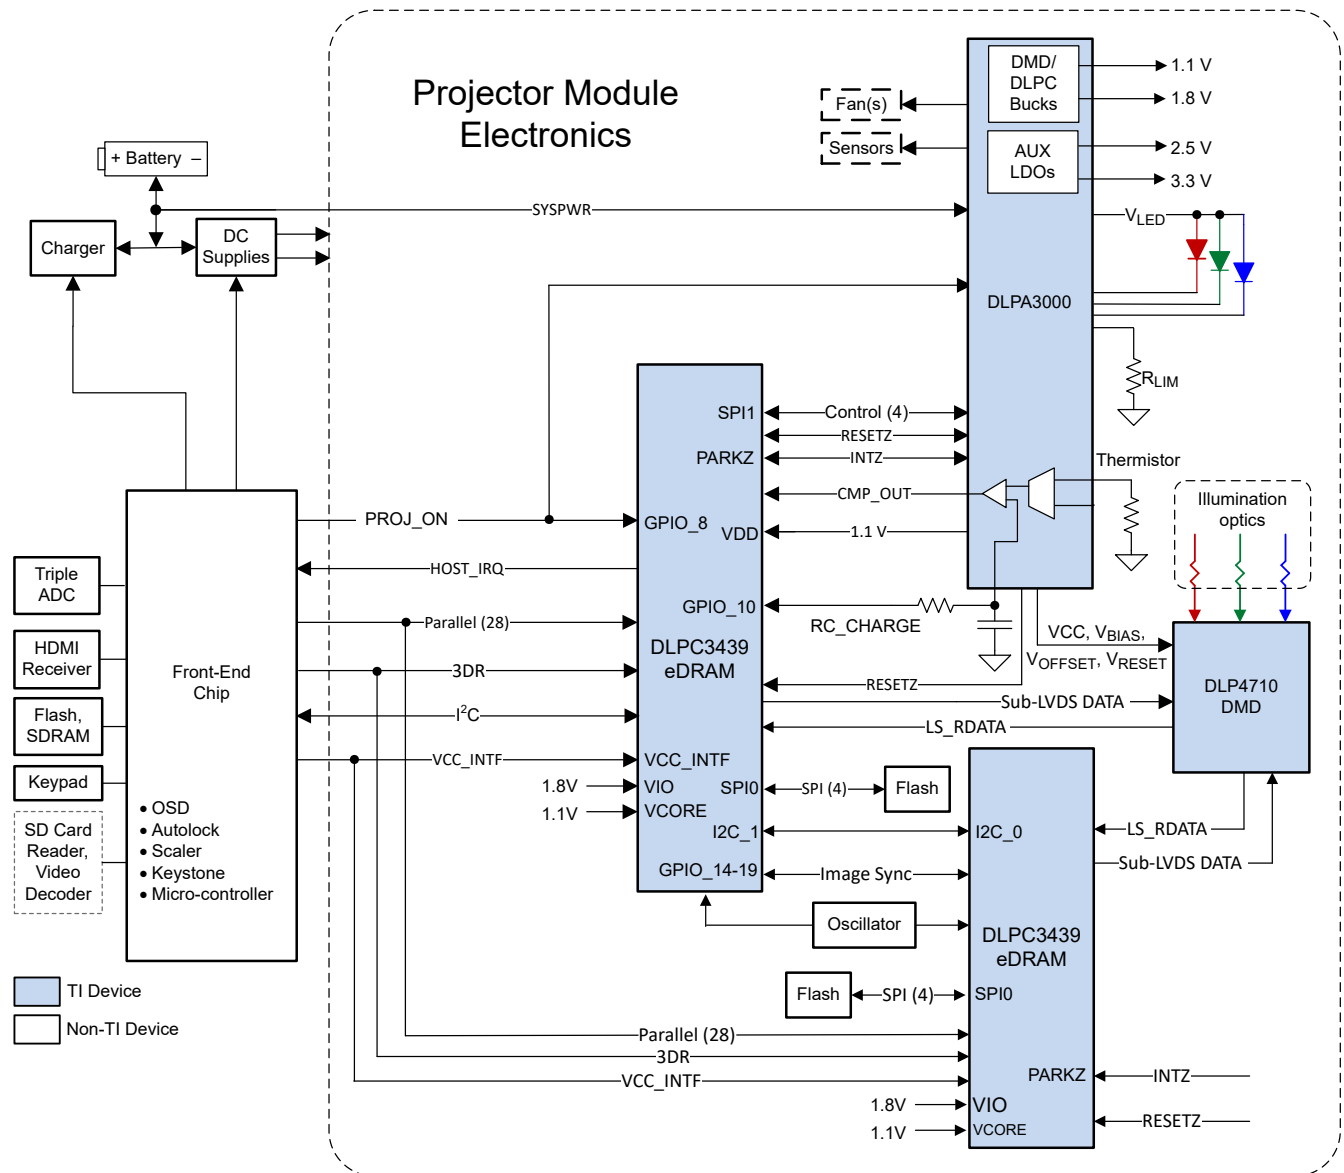 Projector Module
Electronics
+ Battery –
Charger
DC
Supplies
SYSPWR
Fan(s)
Sensors
DMD/
DLPC
Bucks
AUX
LDOs
1.1 V
1.8 V
2.5 V
3.3 V
VLED
DLPA3000
RLIM
Thermistor
Illumination
optics
SPI1
Control (4)
RESETZ
PARKZ
INTZ
CMP_OUT
PROJ_ON
GPIO_8
VDD
1.1 V
HOST_IRQ
GPIO_10
RC_CHARGE
Parallel (28)
DLPC3439
eDRAM
VCC, VBIAS,
VOFFSET, VRESET
3DR
RESETZ
I2C
Sub-LVDS DATA
LS_RDATA
DLP4710
DMD
VCC_INTF
VCC_INTF
1.8V
VIO
SPI0
SPI (4)
Flash
1.1V
VCORE
I2C_1
I2C_0
LS_RDATA
Sub-LVDS DATA
GPIO_14-19
Image Sync
Oscillator
DLPC3439
eDRAM
Flash
SPI (4)
SPI0
Parallel (28)
3DR
VCC_INTF
PARKZ
INTZ
1.8V
VIO
RESETZ
1.1V
VCORE
Triple
ADC
HDMI
Receiver
Flash,
SDRAM
Keypad
SD Card
Reader,
Video
Decoder
Front-End
Chip
• OSD
• Autolock
• Scaler
• Keystone
• Micro-controller
TI Device
Non-TI Device